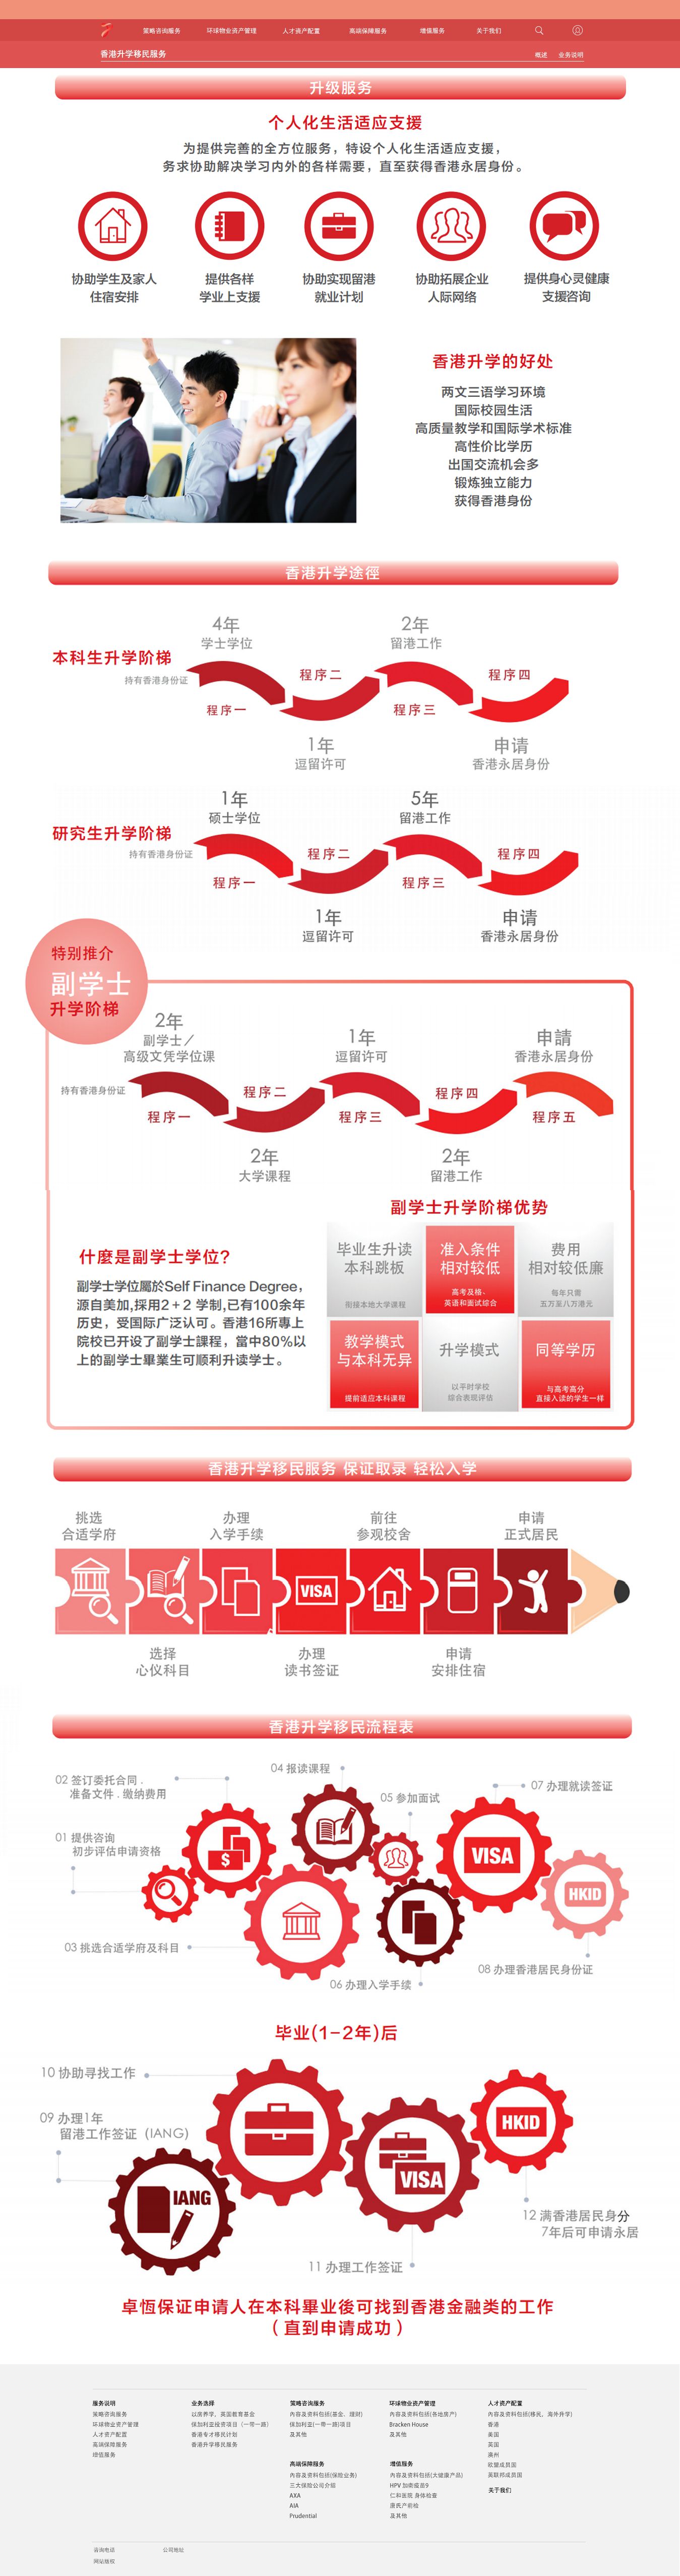 策略咨询服务 环球物业资产管理 人才资产配置 高端保障服务 增值服务 关于我们
香港升学移民服务 概述 业务说明
升级服务
个人化生活适应支援
为提供完善的全方位服务，特设个人化生活适应支援，
务求协助解决学习内外的各样需要，直至获得香港永居身份。
协助学生及家人
住宿安排
提供各样
学业上支援
协助实现留港
就业计划
协助拓展企业
人际网络
提供身心灵健康
支援咨询
香港升学的好处
两文三语学习环境
国际校园生活
高质量教学和国际学术标准
高性价比学历
出国交流机会多
锻炼独立能力
获得香港身份
香港升学途徑
本科生升学阶梯
持有香港身份证
4年
学士学位
程序一
程序二
1年
逗留许可
2年
留港工作
程序三
程序四
申请
香港永居身份
研究生升学阶梯
持有香港身份证
1年
硕士学位
程序一
程序二
1年
逗留许可
5年
留港工作
程序三
程序四
申请
香港永居身份
特别推介
副学士
升学阶梯
持有香港身份证
2年
副学士／
高级文凭学位课
程序一
程序二
2年
大学课程
1年
逗留许可
程序三
程序四
2年
留港工作
申請
香港永居身份
程序五
什麼是副学士学位?
副学士学位屬於Self Finance Degree，
源自美加,採用2+2 学制,已有100余年
历史，受国际广泛认可。香港16所專上
院校已开设了副学士課程，當中80%以
上的副学士畢業生可顺利升读学士。
副学士升学阶梯优势
毕业生升读
本科跳板
衔接本地大学课程
准入条件
相对较低
高考及格、
英语和面试综合
费用
相对较低廉
每年只需
五万至八万港元
教学模式
与本科无异
提前适应本科课程
升学模式
以平时学校
综合表现评估
同等学历
与高考高分
直接入读的学生一样
香港升学移民服务 保证取录 轻松入学
挑选
合适学府
办理
入学手续
前往
参观校舍
申请
正式居民
VISA
选择
心仪科目
办理
读书签证
申请
安排住宿
香港升学移民流程表
02 签订委托合同 .
准备文件 . 缴纳费用
01 提供咨询
初步评估申请资格
04 报读课程
05 参加面试
07 办理就读签证
$
VISA
HKID
03 挑选合适学府及科目
06 办理入学手续
08 办理香港居民身份证
毕业(1-2年)后
10 协助寻找工作
09 办理1年
留港工作签证（IANG）
IANG
VISA
HKID
12 满香港居民身分
7年后可申请永居
11 办理工作签证
卓恆保证申请人在本科畢业後可找到香港金融类的工作
（直到申请成功）
服务说明
策略咨询服务
环球物业资产管理
人才资产配置
高端保障服务
增值服务
业务选择
以房养学，英国教育基金
保加利亚投资项目（一带一路）
香港专才移民计划
香港升学移民服务
策略咨询服务
内容及资料包括(基金、理财)
保加利亚(一带一路)项目
及其他
环球物业资产管理
内容及资料包括(各地房产)
Bracken House
及其他
人才资产配置
内容及资料包括(移民，海外升学)
香港
美国
英国
澳州
欧盟成员国
英联邦成员国
关于我们
高端保障服务
内容及资料包括(保险业务)
三大保险公司介绍
AXA
AIA
Prudential
增值服务
内容及资料包括(大健康产品)
HPV 加衛疫苗9
仁和医院 身体检查
唐氏产前检
及其他
咨询电话 公司地址
网站版权